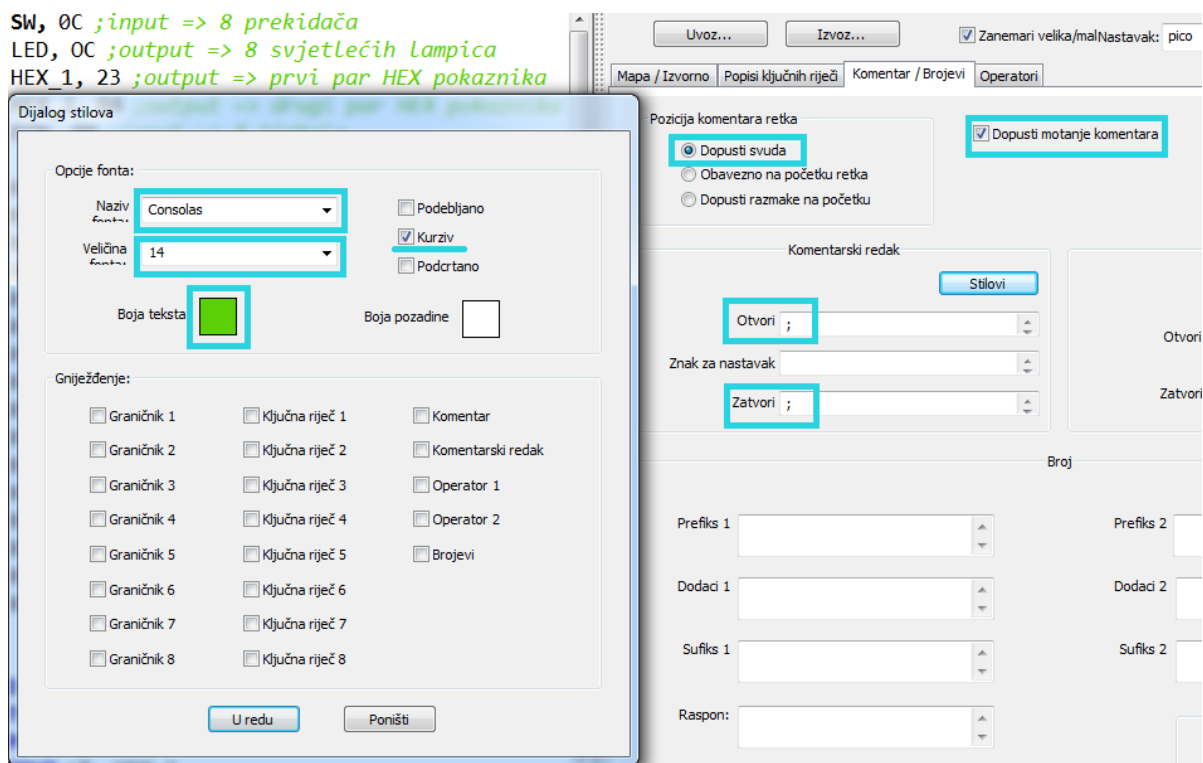 SW, 0C ;input => 8 prekidača
LED, OC ;output => 8 svjetlećih lampica
HEX_1, 23 ;output => prvi par HEX pokaznika
;output => drugi par HEX pokaznika
Uvoz...
Izvoz...
Zanemari velika/mal
Nastavak: pico
Mapa / Izvorno
Popisi ključnih riječi
Komentar / Brojevi
Operatori
Pozicija komentara retka
Dopusti svuda
Obavezno na početku retka
Dopusti razmake na početku
Dopusti motanje komentara
Komentarski redak
Stilovi
Otvori ;
Znak za nastavak
Zatvori ;
Otvori
Zatvori
Broj
Prefiks 1
Prefiks 2
Dodaci 1
Dodaci 2
Sufiks 1
Sufiks 2
Raspon:
Dijalog stilova
Opcije fonta:
Naziv
fonta:
Consolas
Veličina
fonta:
14
Podebljano
Kurziv
Podcrtano
Boja teksta
Boja pozadine
Gniježđenje:
Graničnik 1
Ključna riječ 1
Komentar
Graničnik 2
Ključna riječ 2
Komentarski redak
Graničnik 3
Ključna riječ 3
Operator 1
Graničnik 4
Ključna riječ 4
Operator 2
Graničnik 5
Ključna riječ 5
Brojevi
Graničnik 6
Ključna riječ 6
Graničnik 7
Ključna riječ 7
Graničnik 8
Ključna riječ 8
U redu
Poništi